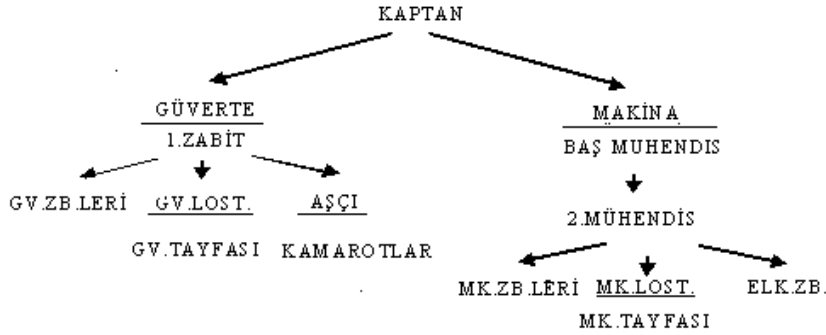 KAPTAN
GÜVERTE
1.ZABİT
GV.ZB.LERİ
GV.LOST.
AŞÇI
GV.TAYFASI
KAMAROTLAR
MAKİNA
BAŞ MUHENDIS
2.MÜHENDİS
MK.ZB.LERİ
MK.LOST.
ELK.ZB.
MK.TAYFASI